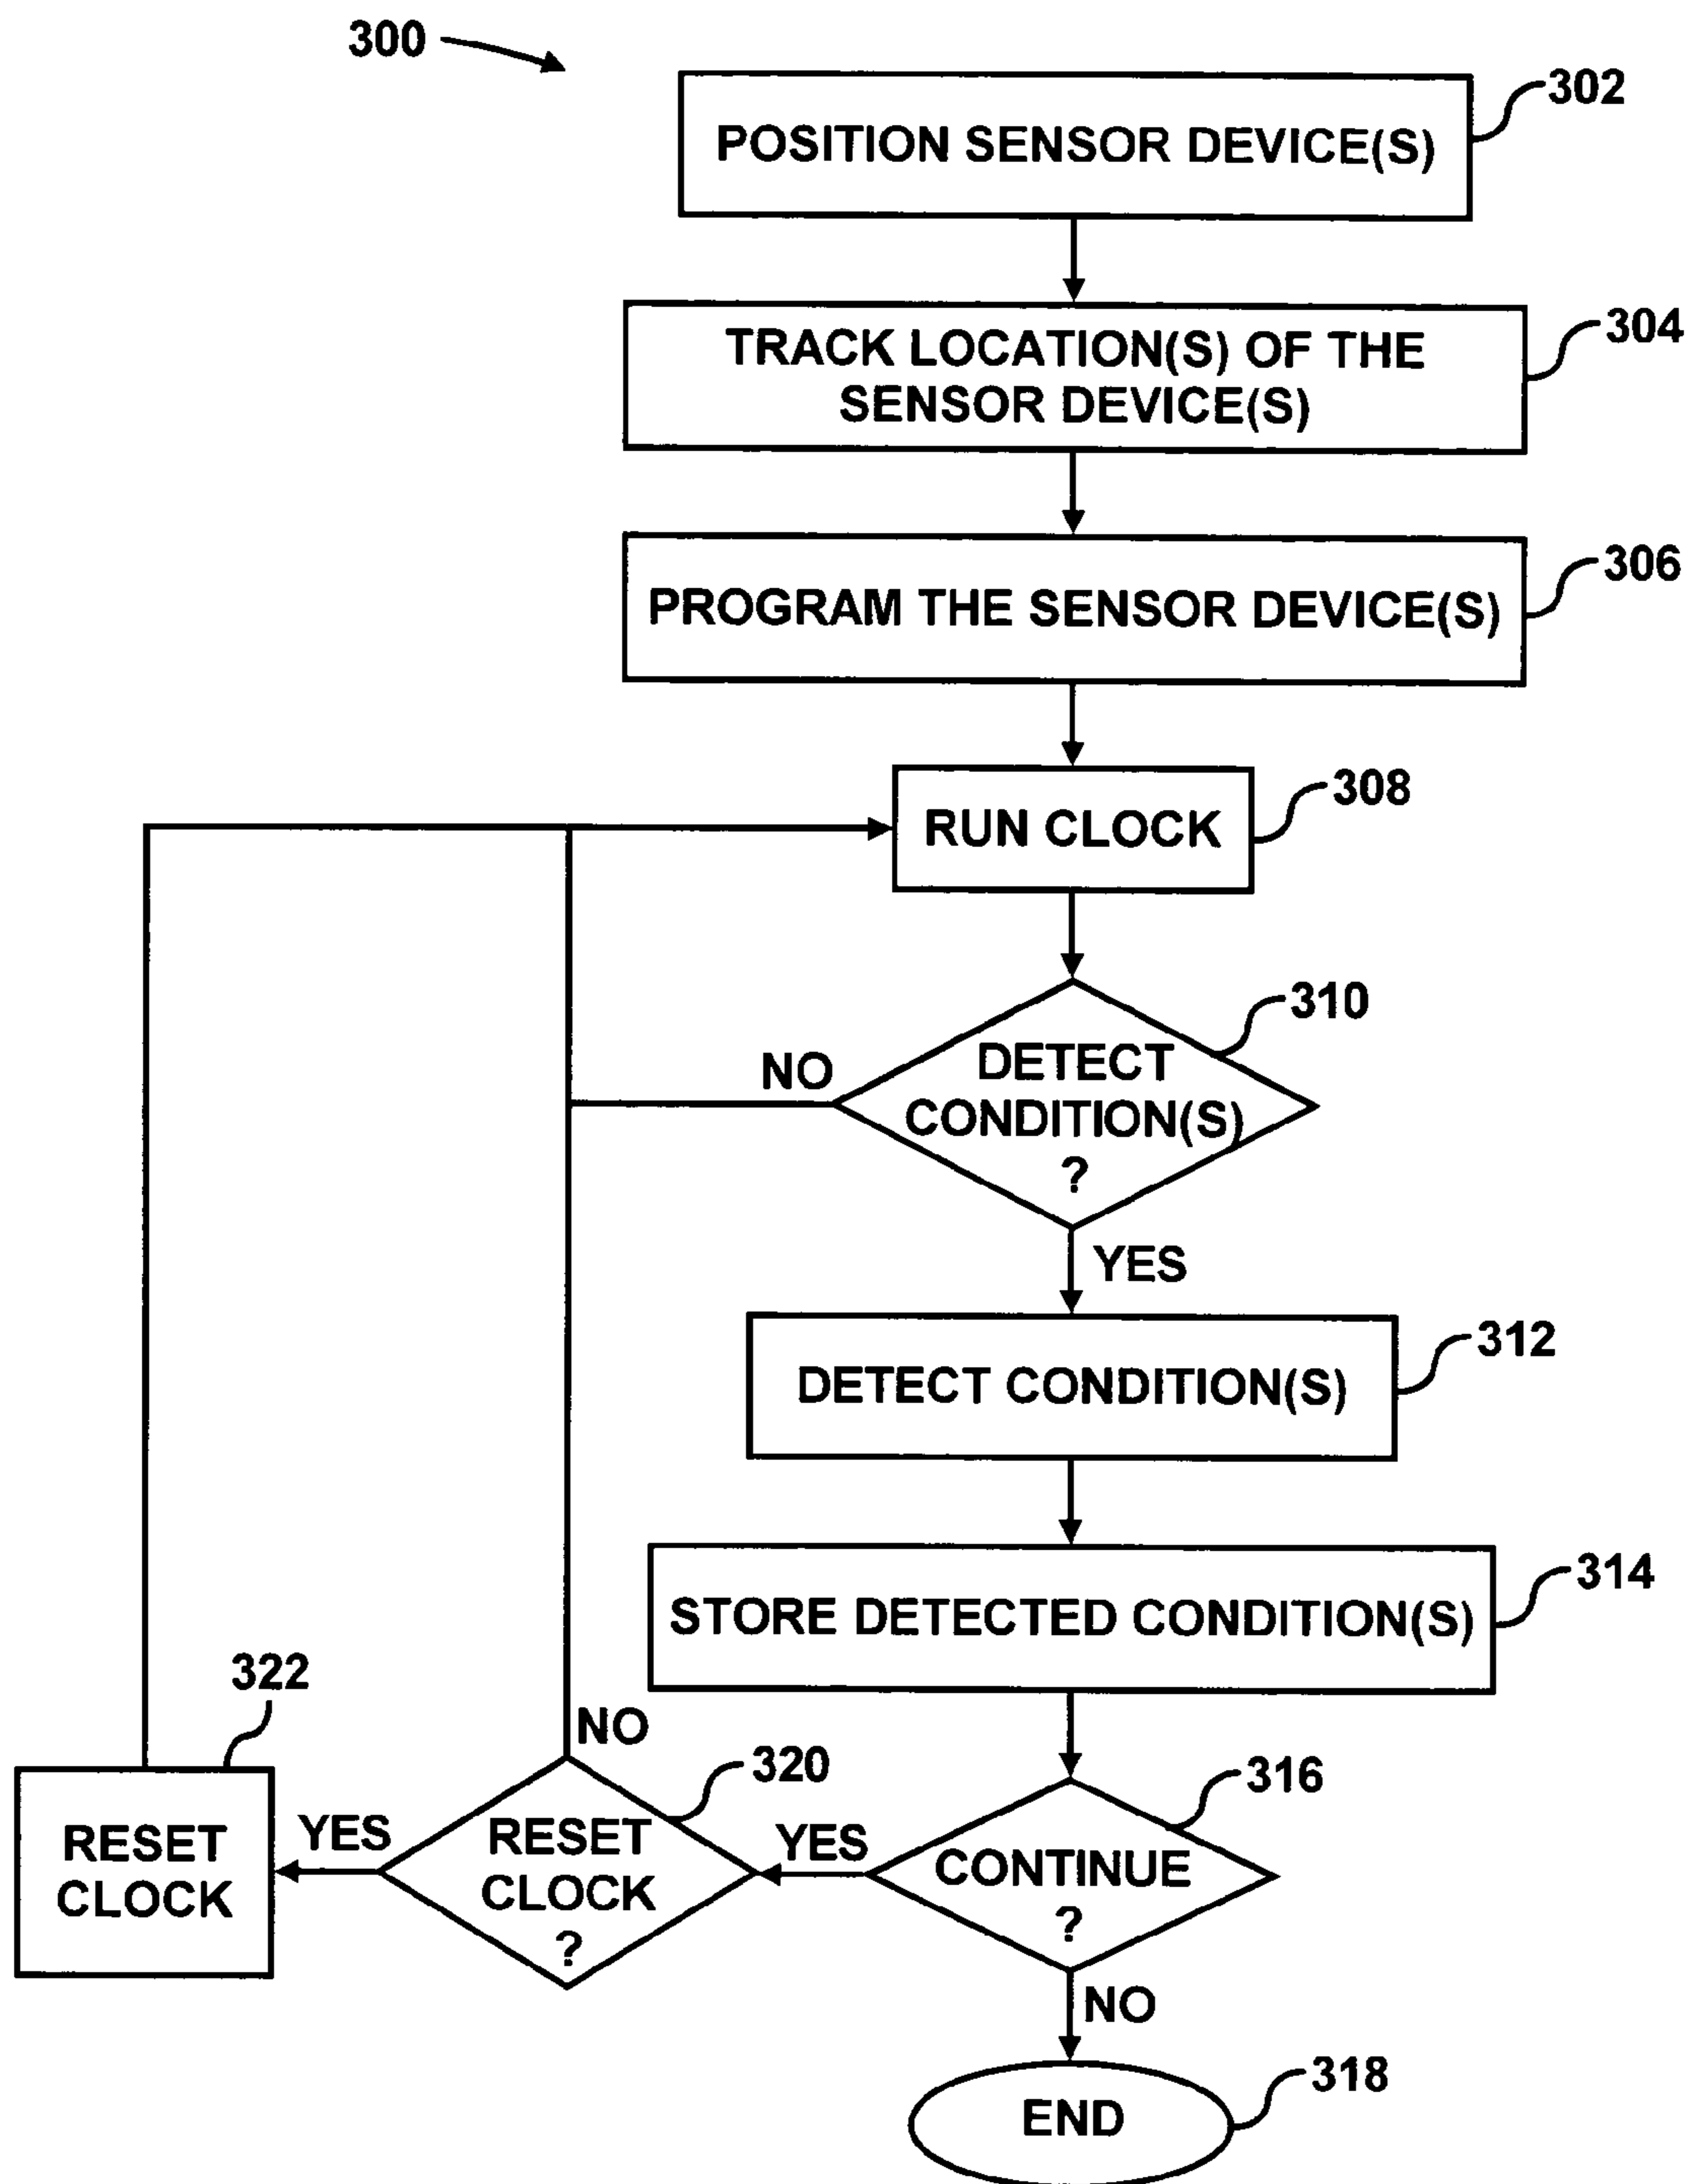 300
302
POSITION SENSOR DEVICE(S)
304
TRACK LOCATION(S) OF THE
SENSOR DEVICE(S)
306
PROGRAM THE SENSOR DEVICE(S)
308
RUN CLOCK
310
DETECT
CONDITION(S)
?
NO
YES
312
DETECT CONDITION(S)
314
STORE DETECTED CONDITION(S)
316
CONTINUE
?
YES
NO
320
RESET
CLOCK
?
NO
YES
322
RESET
CLOCK
318
END